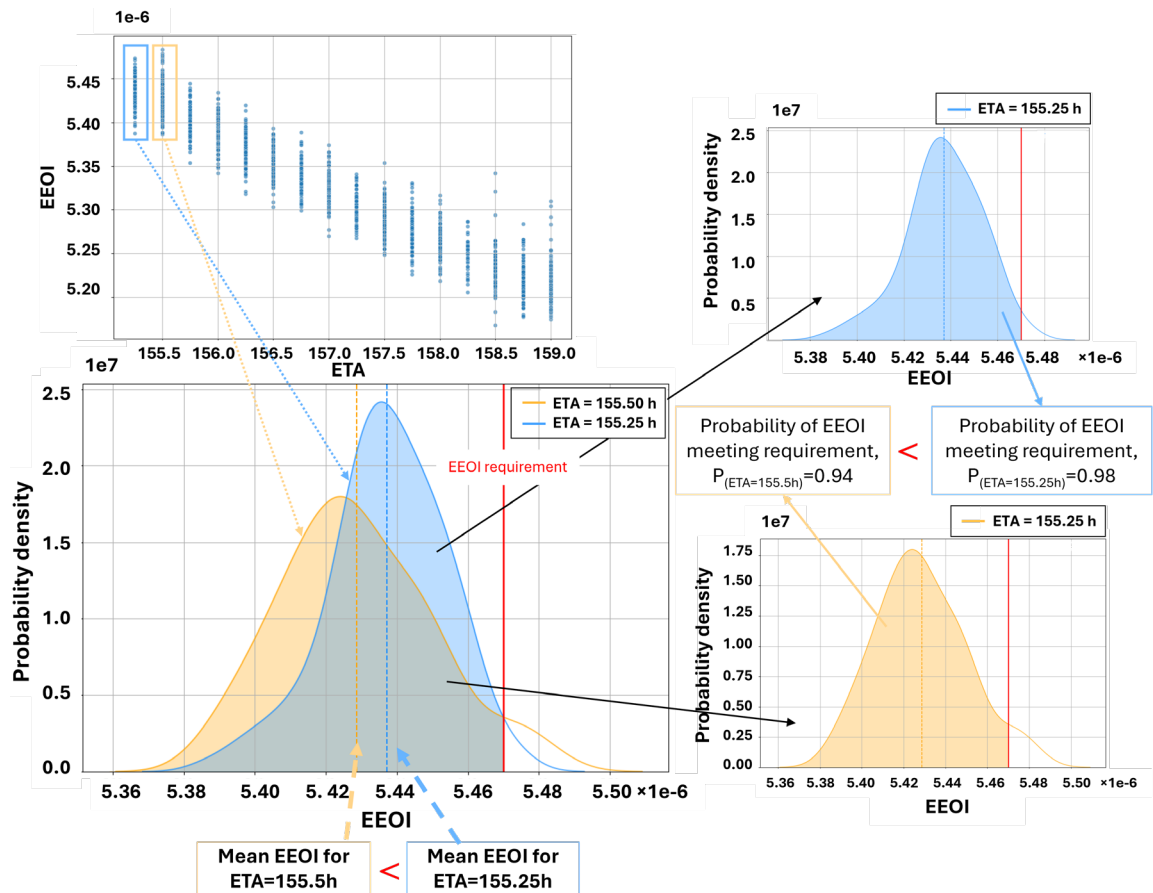 1e-6
EEOI
5.45
5.40
5.35
5.30
5.25
5.20
155.5 156.0 156.5 157.0 157.5 158.0 158.5 159.0
ETA
1e7
ETA = 155.25 h
Probability density
2.5
2.0
1.5
1.0
0.5
5.38 5.40 5.42 5.44 5.46 5.48 ×1e-6
EEOI
1e7
ETA = 155.50 h
ETA = 155.25 h
EEOI requirement
Probability density
2.5
2.0
1.5
1.0
0.5
0.0
5.36 5.38 5.40 5.42 5.44 5.46 5.48 5.50 ×1e-6
EEOI
Probability of EEOI
meeting requirement,
P(ETA=155.5h)=0.94
<
Probability of EEOI
meeting requirement,
P(ETA=155.25h)=0.98
1e7
ETA = 155.25 h
Probability density
1.75
1.50
1.25
1.00
0.75
0.50
0.25
0.00
5.36 5.38 5.40 5.42 5.44 5.46 5.48 5.50 ×1e-6
EEOI
Mean EEOI for
ETA=155.5h
<
Mean EEOI for
ETA=155.25h